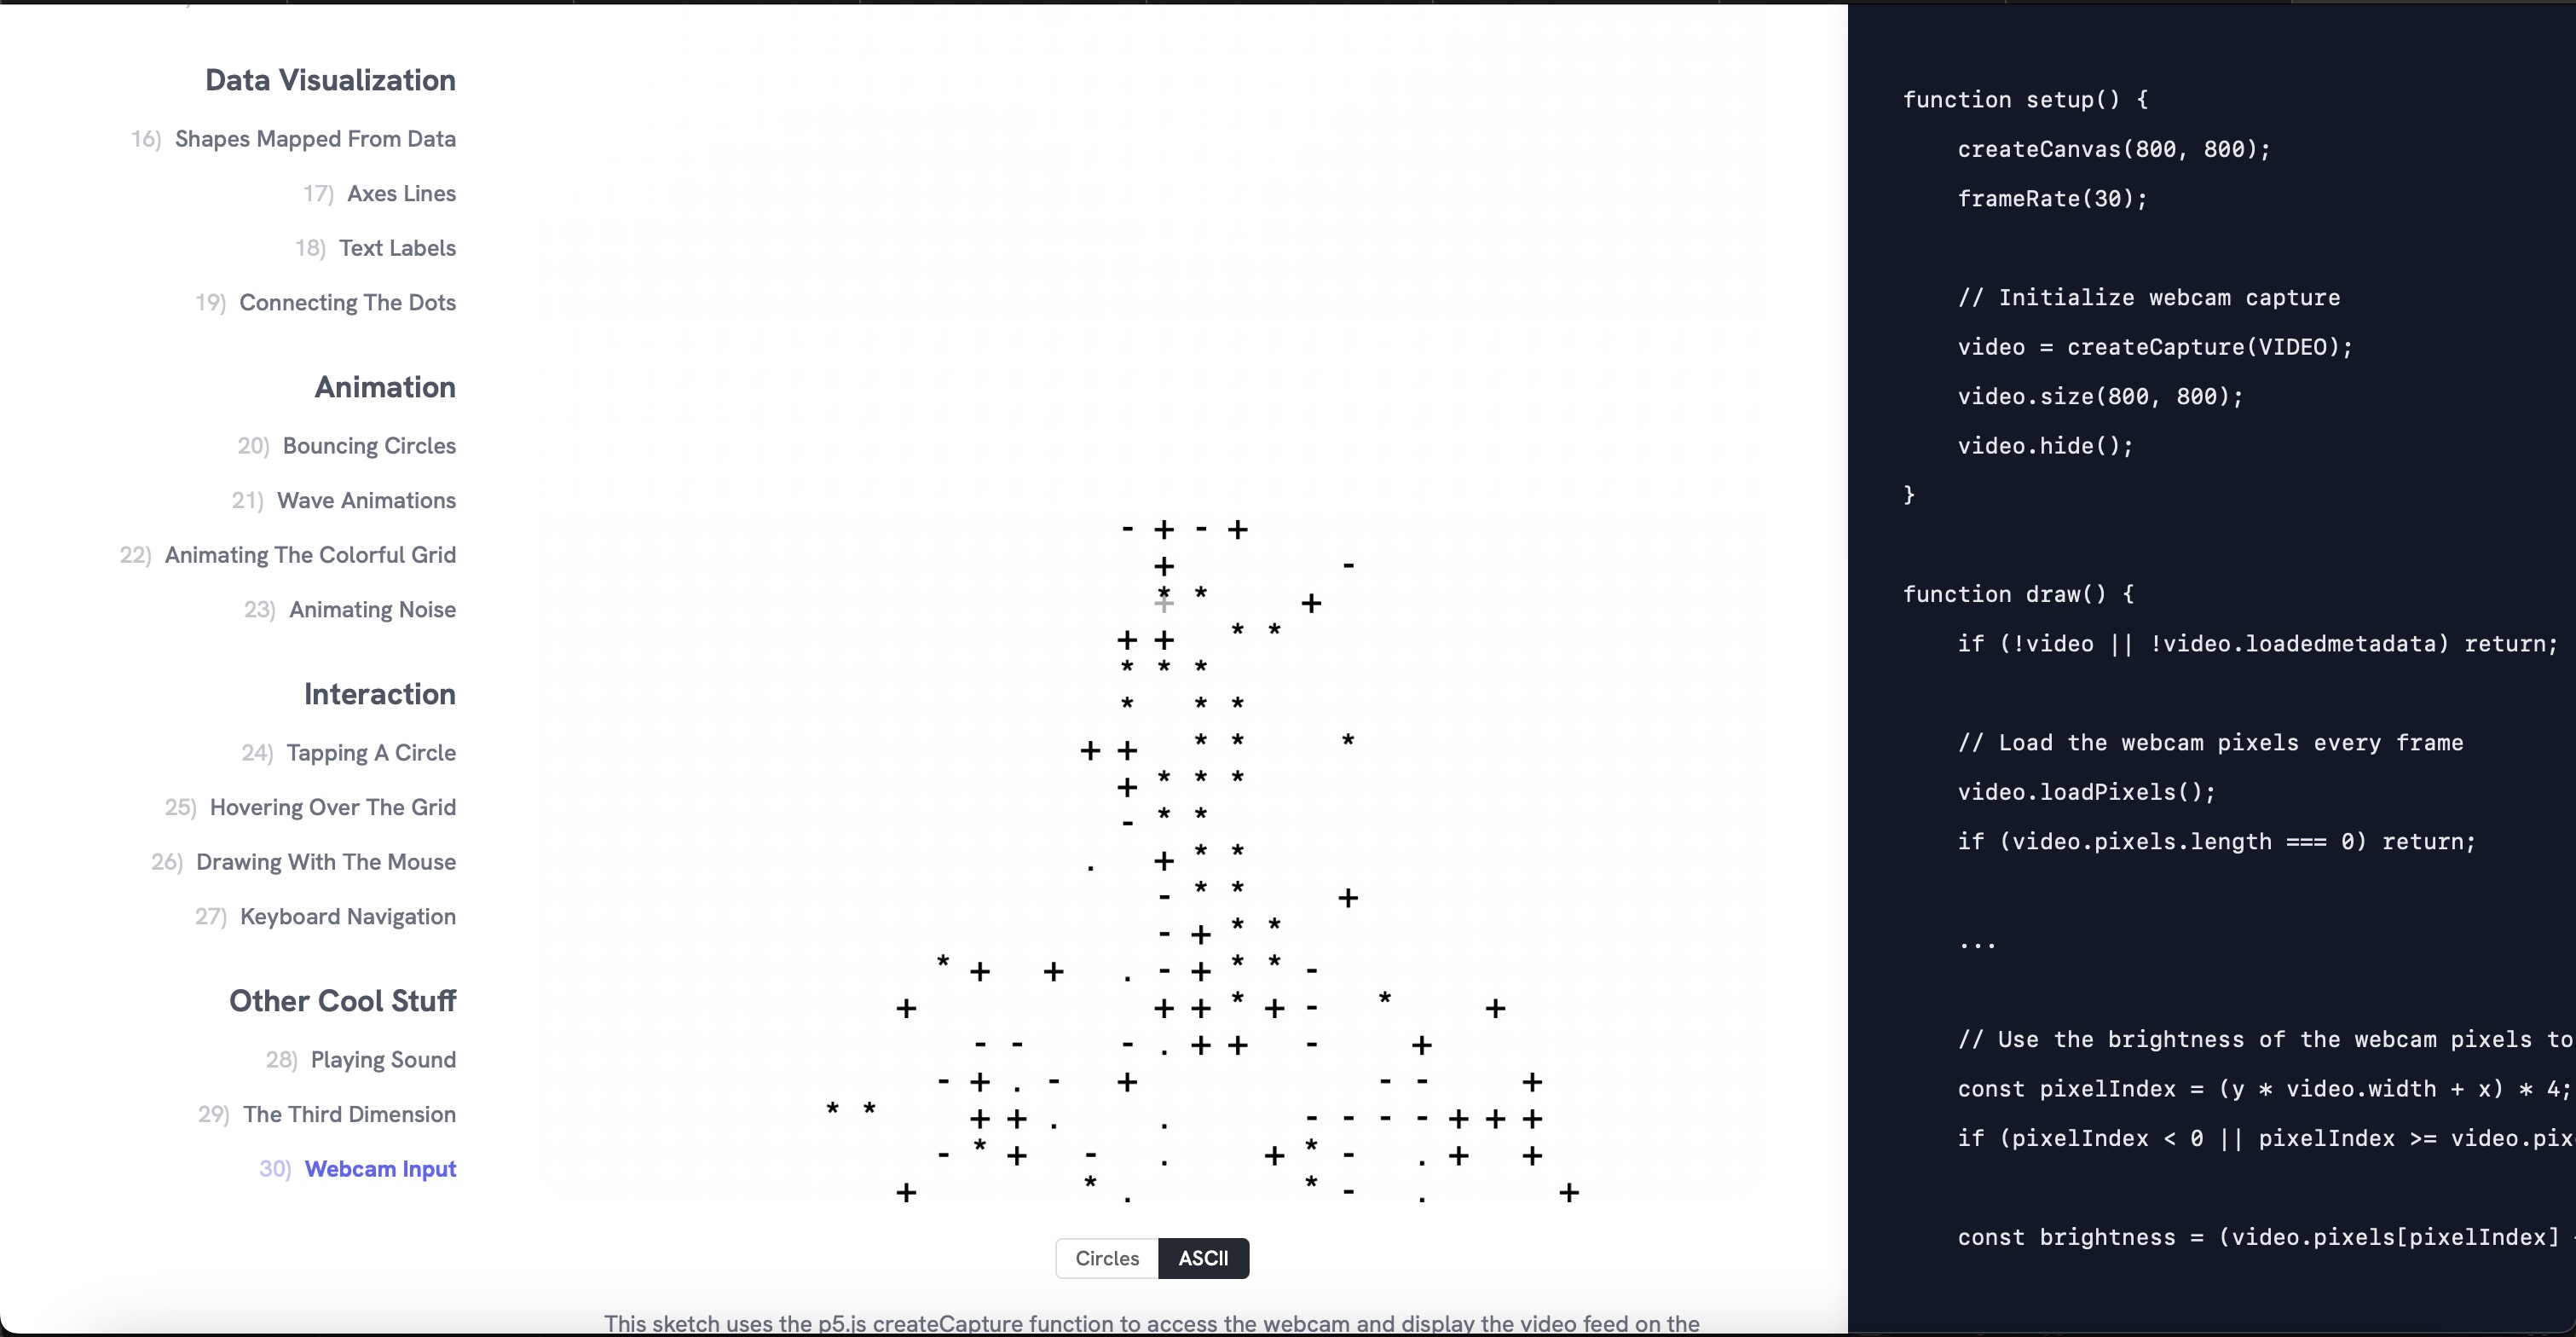 Data Visualization
16) Shapes Mapped From Data
17) Axes Lines
18) Text Labels
19) Connecting The Dots
Animation
20) Bouncing Circles
21) Wave Animations
22) Animating The Colorful Grid
23) Animating Noise
Interaction
24) Tapping A Circle
25) Hovering Over The Grid
26) Drawing With The Mouse
27) Keyboard Navigation
Other Cool Stuff
28) Playing Sound
29) The Third Dimension
30) Webcam Input
- + - +
+ -
* *
+ +
* *
+ +
* * *
* * *
* * *
+ +
* * *
+
* *
-
* *
. +
* *
- +
* *
- +
* * *
+ + . - + -
* *
+ + + + - +
- - - . + + - +
- + . - + - - +
* *
+ + . . - - - - + + +
* *
- + - . + - . + +
* *
+ . - . +
Circles ASCII
This sketch uses the p5.js createCapture function to access the webcam and display the video feed on the
function setup() {
createCanvas(800, 800);
frameRate(30);
// Initialize webcam capture
video = createCapture(VIDEO);
video.size(800, 800);
video.hide();
}
function draw() {
if (!video || !video.loadedmetadata) return;
// Load the webcam pixels every frame
video.loadPixels();
if (video.pixels.length === 0) return;
...
// Use the brightness of the webcam pixels to
const pixelIndex = (y * video.width + x) * 4;
if (pixelIndex < 0 || pixelIndex >= video.pix
const brightness = (video.pixels[pixelIndex]